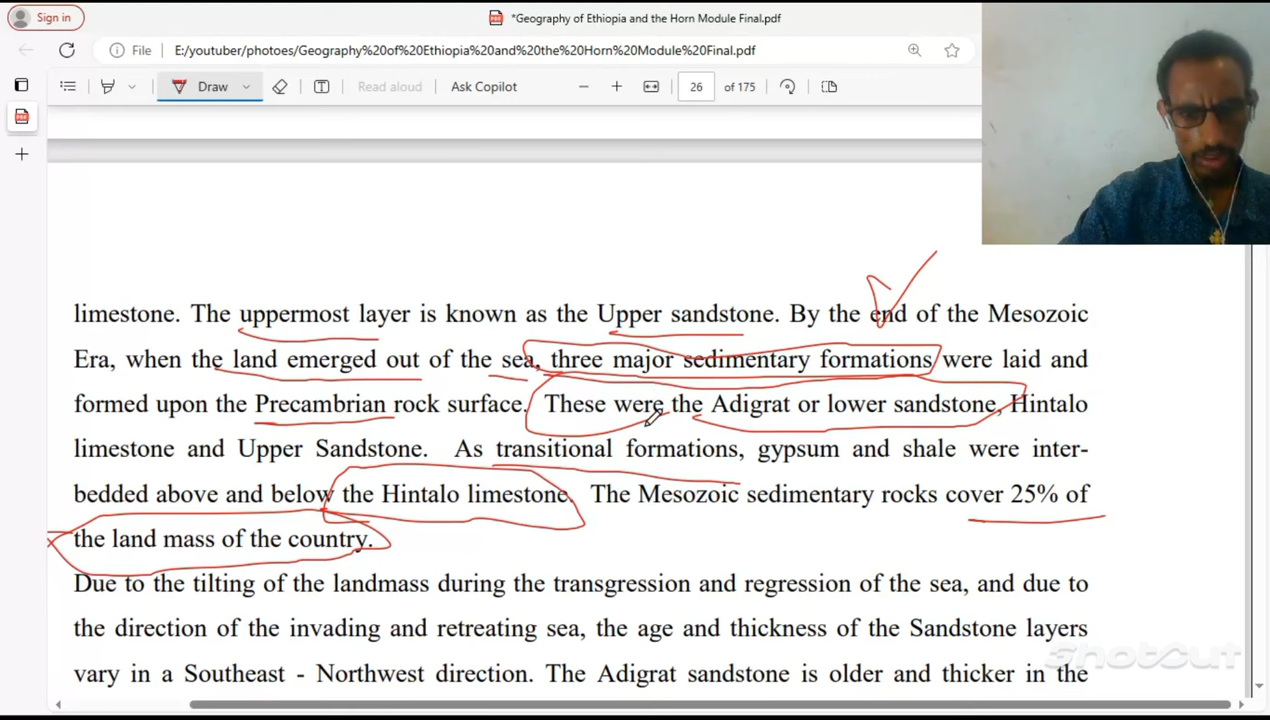 Sign in
*Geography of Ethiopia and the Horn Module Final.pdf
File E:/youtuber/photoes/Geography%20of%20Ethiopia%20and%20the%20Horn%20Module%20Final.pdf
Draw Read aloud Ask Copilot 26 of 175
limestone. The uppermost layer is known as the Upper sandstone. By the end of the Mesozoic
Era, when the land emerged out of the sea, three major sedimentary formations were laid and
formed upon the Precambrian rock surface. These were the Adigrat or lower sandstone, Hintalo
limestone and Upper Sandstone. As transitional formations, gypsum and shale were inter-
bedded above and below the Hintalo limestone. The Mesozoic sedimentary rocks cover 25% of
the land mass of the country.
Due to the tilting of the landmass during the transgression and regression of the sea, and due to
the direction of the invading and retreating sea, the age and thickness of the Sandstone layers
vary in a Southeast - Northwest direction. The Adigrat sandstone is older and thicker in the
shotcut